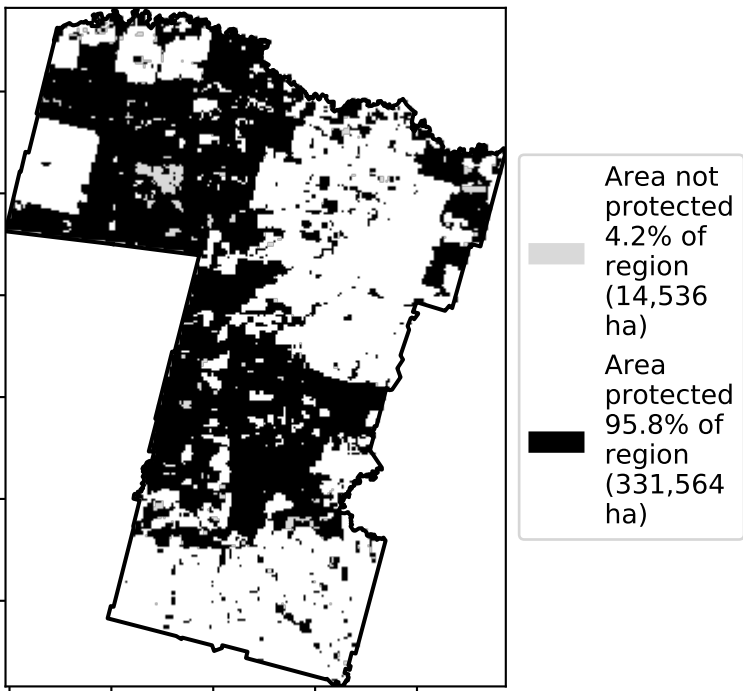 Area not
protected
4.2% of
region
(14,536
ha)
Area
protected
95.8% of
region
(331,564
ha)